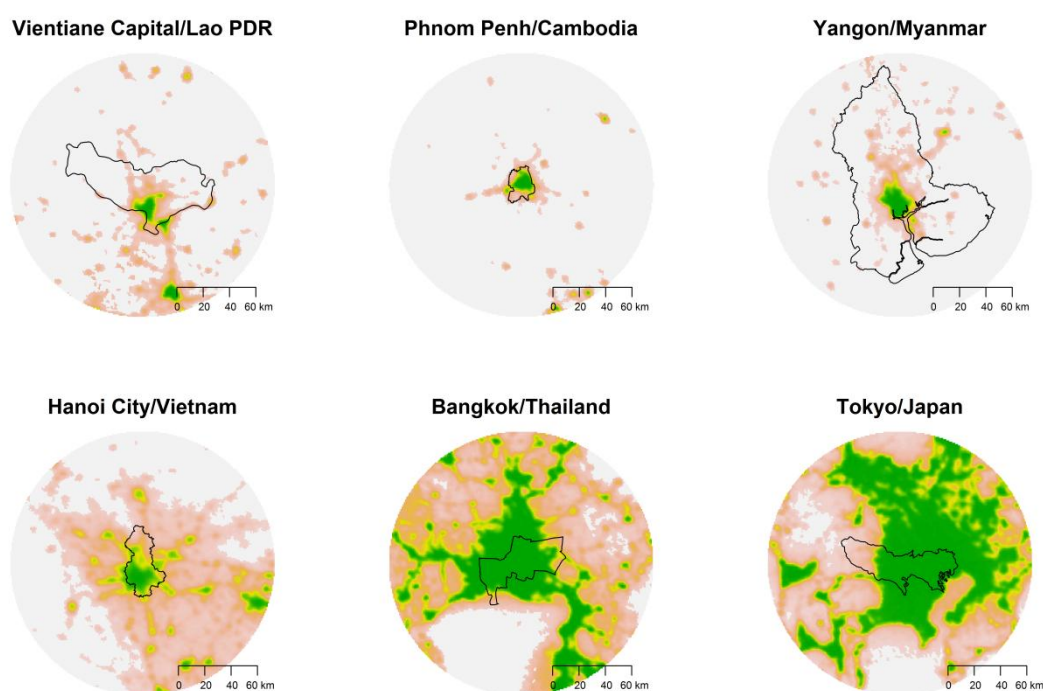 Vientiane Capital/Lao PDR
Phnom Penh/Cambodia
Yangon/Myanmar
0 20 40 60 km
0 20 40 60 km
0 20 40 60 km
Hanoi City/Vietnam
Bangkok/Thailand
Tokyo/Japan
0 20 40 60 km
0 20 40 60 km
0 20 40 60 km